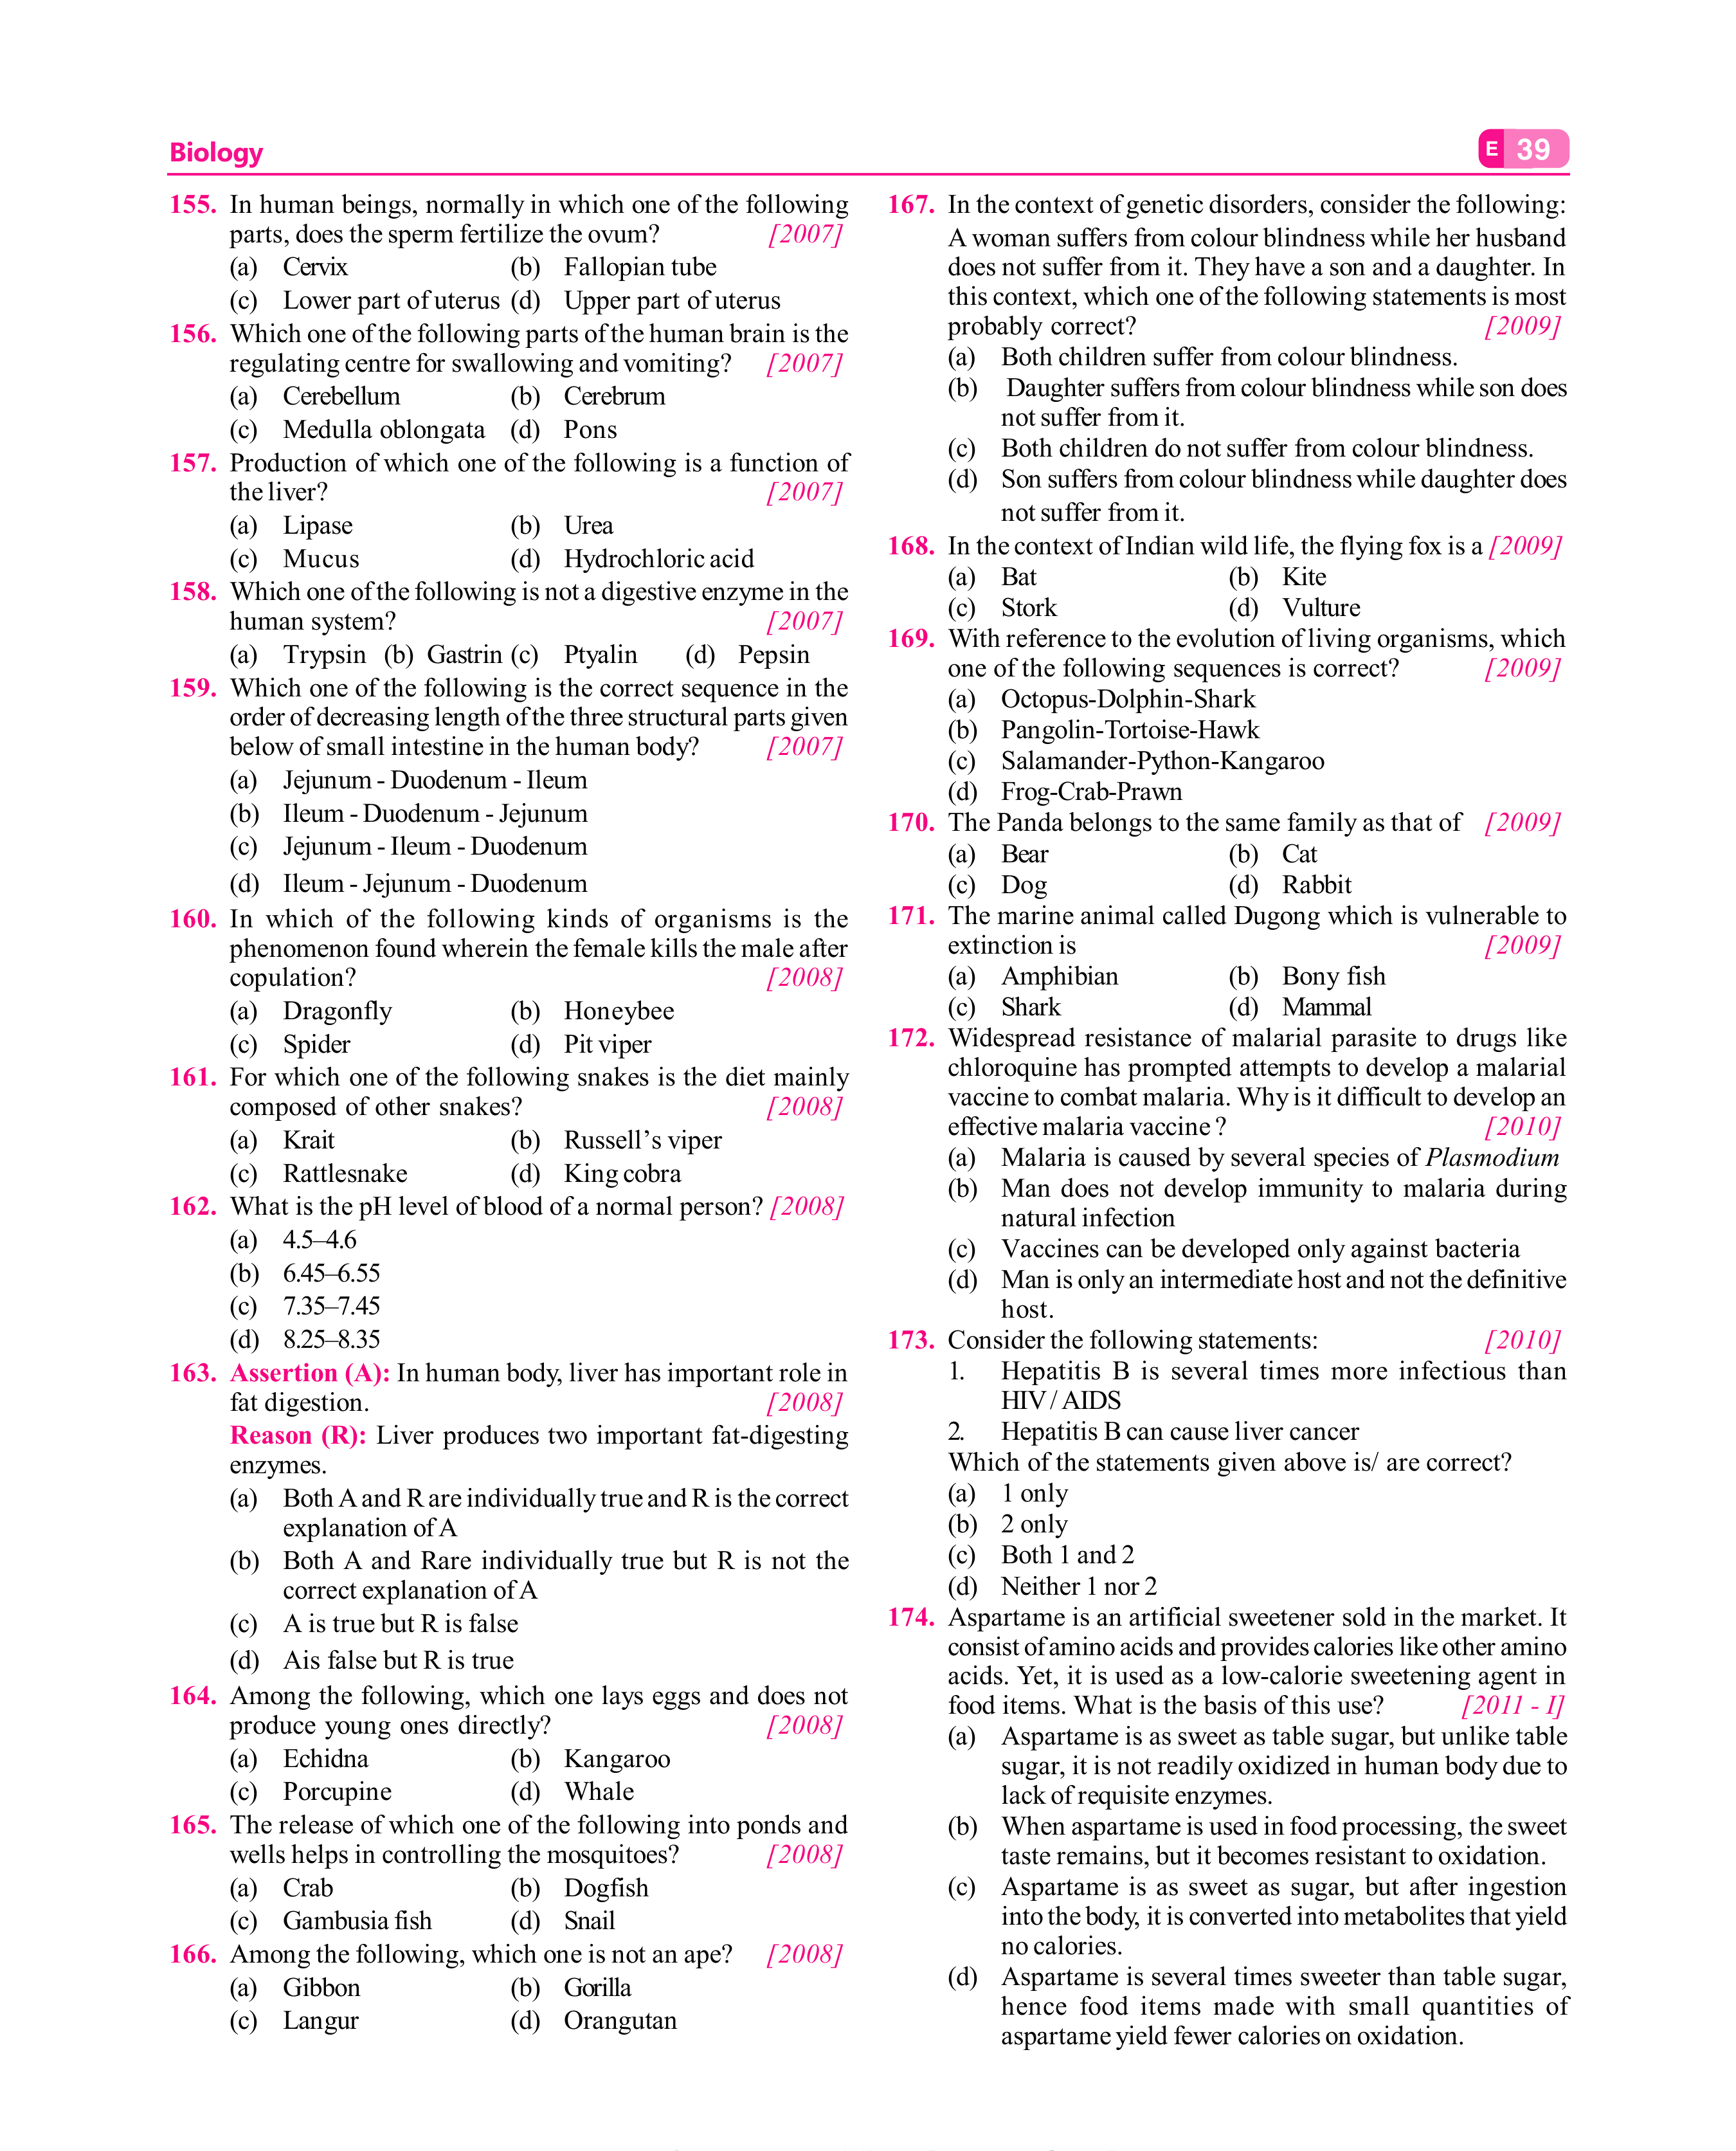 Biology
E 39
155. In human beings, normally in which one of the following
parts, does the sperm fertilize the ovum? [2007]
(a) Cervix (b) Fallopian tube
(c) Lower part of uterus (d) Upper part of uterus
156. Which one of the following parts of the human brain is the
regulating centre for swallowing and vomiting? [2007]
(a) Cerebellum (b) Cerebrum
(c) Medulla oblongata (d) Pons
157. Production of which one of the following is a function of
the liver? [2007]
(a) Lipase (b) Urea
(c) Mucus (d) Hydrochloric acid
158. Which one of the following is not a digestive enzyme in the
human system? [2007]
(a) Trypsin (b) Gastrin (c) Ptyalin (d) Pepsin
159. Which one of the following is the correct sequence in the
order of decreasing length of the three structural parts given
below of small intestine in the human body? [2007]
(a) Jejunum - Duodenum - Ileum
(b) Ileum - Duodenum - Jejunum
(c) Jejunum - Ileum - Duodenum
(d) Ileum - Jejunum - Duodenum
160. In which of the following kinds of organisms is the
phenomenon found wherein the female kills the male after
copulation? [2008]
(a) Dragonfly (b) Honeybee
(c) Spider (d) Pit viper
161. For which one of the following snakes is the diet mainly
composed of other snakes? [2008]
(a) Krait (b) Russell's viper
(c) Rattlesnake (d) King cobra
162. What is the pH level of blood of a normal person? [2008]
(a) 4.5–4.6
(b) 6.45–6.55
(c) 7.35–7.45
(d) 8.25–8.35
163. Assertion (A): In human body, liver has important role in
fat digestion. [2008]
Reason (R): Liver produces two important fat-digesting
enzymes.
(a) Both A and R are individually true and R is the correct
explanation of A
(b) Both A and Rare individually true but R is not the
correct explanation of A
(c) A is true but R is false
(d) Ais false but R is true
164. Among the following, which one lays eggs and does not
produce young ones directly? [2008]
(a) Echidna (b) Kangaroo
(c) Porcupine (d) Whale
165. The release of which one of the following into ponds and
wells helps in controlling the mosquitoes? [2008]
(a) Crab (b) Dogfish
(c) Gambusia fish (d) Snail
166. Among the following, which one is not an ape? [2008]
(a) Gibbon (b) Gorilla
(c) Langur (d) Orangutan
167. In the context of genetic disorders, consider the following:
A woman suffers from colour blindness while her husband
does not suffer from it. They have a son and a daughter. In
this context, which one of the following statements is most
probably correct? [2009]
(a) Both children suffer from colour blindness.
(b) Daughter suffers from colour blindness while son does
not suffer from it.
(c) Both children do not suffer from colour blindness.
(d) Son suffers from colour blindness while daughter does
not suffer from it.
168. In the context of Indian wild life, the flying fox is a [2009]
(a) Bat (b) Kite
(c) Stork (d) Vulture
169. With reference to the evolution of living organisms, which
one of the following sequences is correct? [2009]
(a) Octopus-Dolphin-Shark
(b) Pangolin-Tortoise-Hawk
(c) Salamander-Python-Kangaroo
(d) Frog-Crab-Prawn
170. The Panda belongs to the same family as that of [2009]
(a) Bear (b) Cat
(c) Dog (d) Rabbit
171. The marine animal called Dugong which is vulnerable to
extinction is [2009]
(a) Amphibian (b) Bony fish
(c) Shark (d) Mammal
172. Widespread resistance of malarial parasite to drugs like
chloroquine has prompted attempts to develop a malarial
vaccine to combat malaria. Why is it difficult to develop an
effective malaria vaccine ? [2010]
(a) Malaria is caused by several species of Plasmodium
(b) Man does not develop immunity to malaria during
natural infection
(c) Vaccines can be developed only against bacteria
(d) Man is only an intermediate host and not the definitive
host.
173. Consider the following statements: [2010]
1. Hepatitis B is several times more infectious than
HIV / AIDS
2. Hepatitis B can cause liver cancer
Which of the statements given above is/ are correct?
(a) 1 only
(b) 2 only
(c) Both 1 and 2
(d) Neither 1 nor 2
174. Aspartame is an artificial sweetener sold in the market. It
consist of amino acids and provides calories like other amino
acids. Yet, it is used as a low-calorie sweetening agent in
food items. What is the basis of this use? [2011 - I]
(a) Aspartame is as sweet as table sugar, but unlike table
sugar, it is not readily oxidized in human body due to
lack of requisite enzymes.
(b) When aspartame is used in food processing, the sweet
taste remains, but it becomes resistant to oxidation.
(c) Aspartame is as sweet as sugar, but after ingestion
into the body, it is converted into metabolites that yield
no calories.
(d) Aspartame is several times sweeter than table sugar,
hence food items made with small quantities of
aspartame yield fewer calories on oxidation.